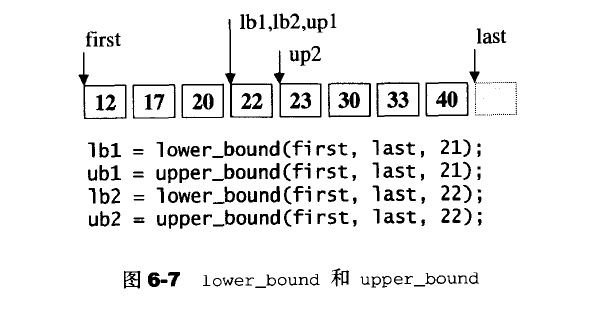 lb1,lb2,up1
first
last
up2
12 17 20 22 23 30 33 40
lb1 = lower_bound(first, last, 21);
ub1 = upper_bound(first, last, 21);
lb2 = lower_bound(first, last, 22);
ub2 = upper_bound(first, last, 22);
图 6-7 lower_bound 和 upper_bound